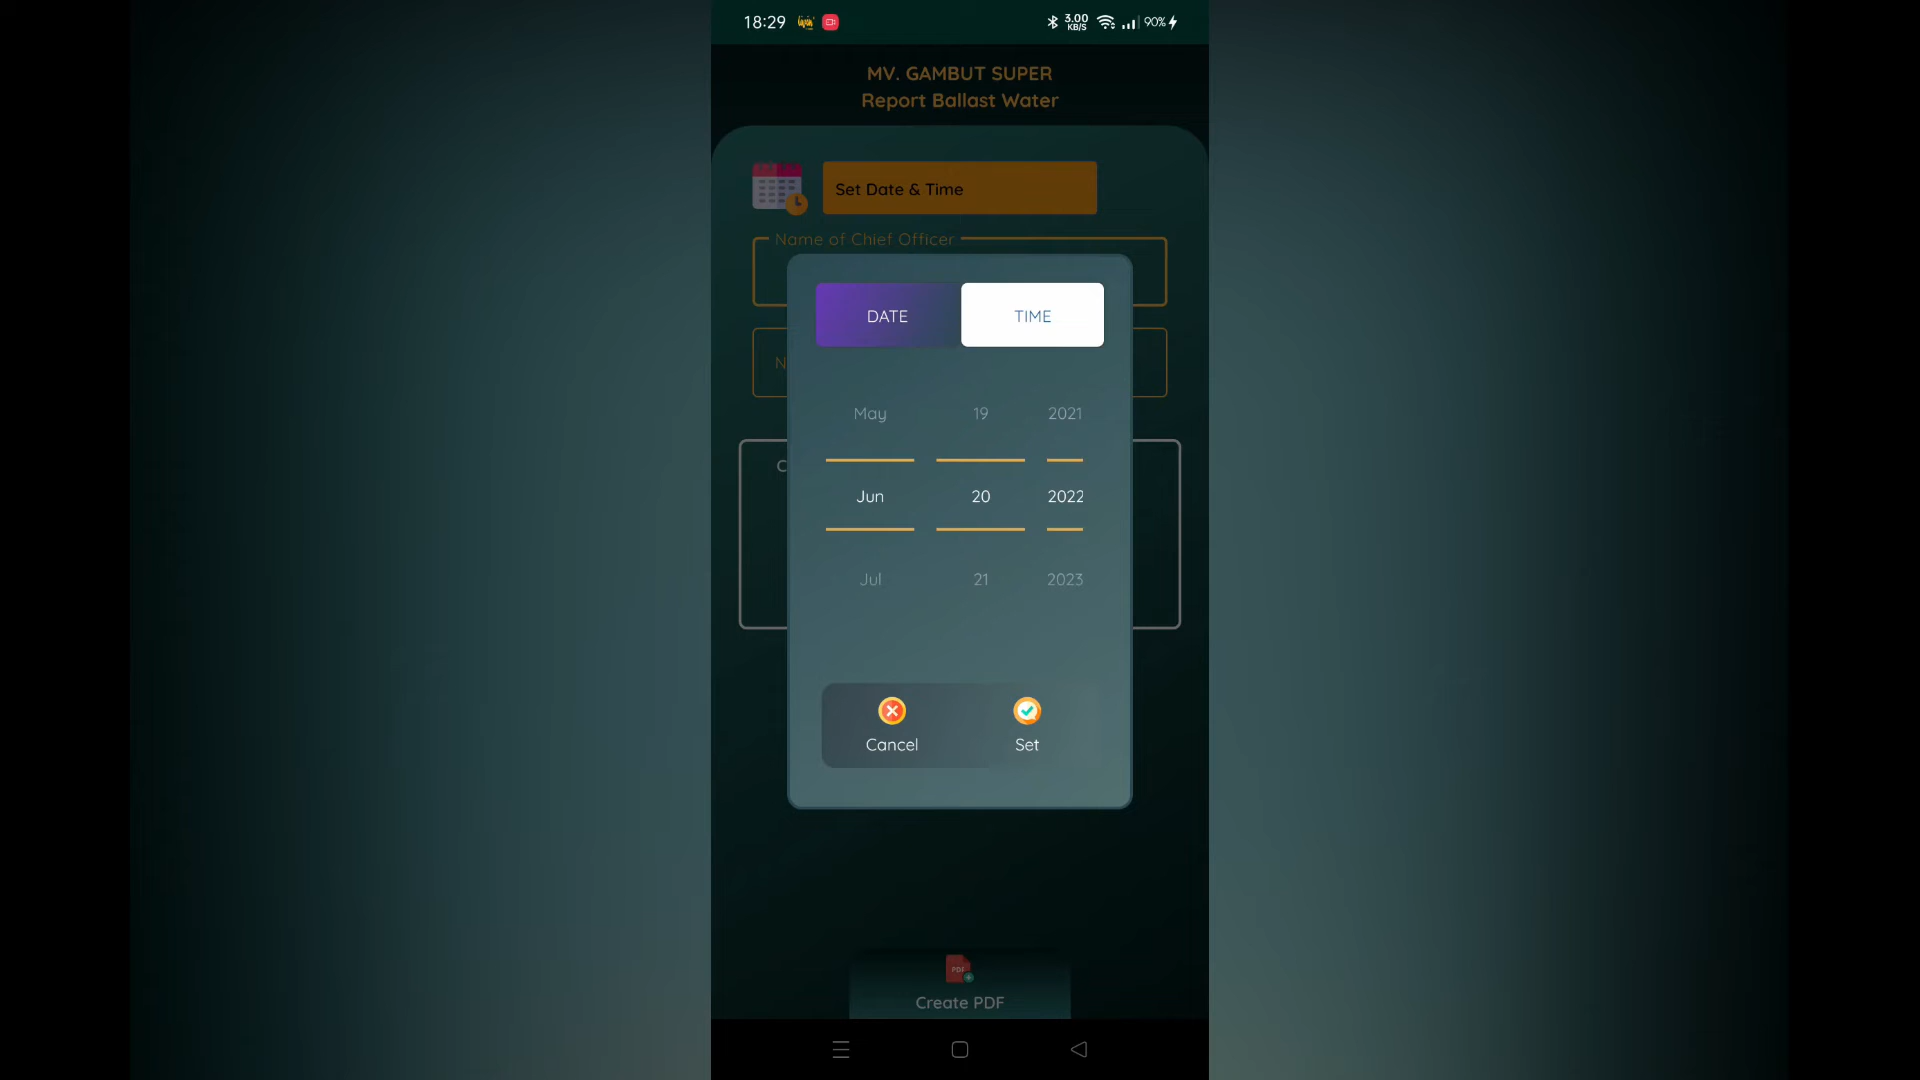 18:29
3.00
KB/S
90%
MV. GAMBUT SUPER
Report Ballast Water
Set Date & Time
Name of Chief Officer
N
DATE
TIME
May 19 2021
C
Jun 20 2022
Jul 21 2023
Cancel
Set
PDF
Create PDF